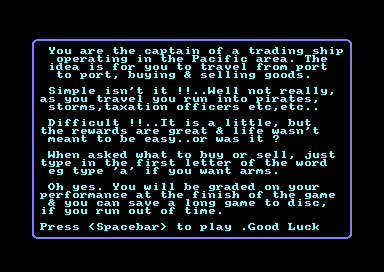 You are the captain of a trading ship
operating in the Pacific area. The
idea is for you to travel from port
to port, buying & selling goods.
Simple isn't it !!..Well not really,
as you travel you run into pirates,
storms,taxation officers etc,etc..
Difficult !!..It is a little, but
the rewards are great & life wasn't
meant to be easy..or was it ?
When asked what to buy or sell, just
type in the first letter of the word
eg type 'a' if you want arms.
Oh yes. You will be graded on your
performance at the finish of the game
& you can save a long game to disc,
if you run out of time.
Press <Spacebar> to play .Good Luck